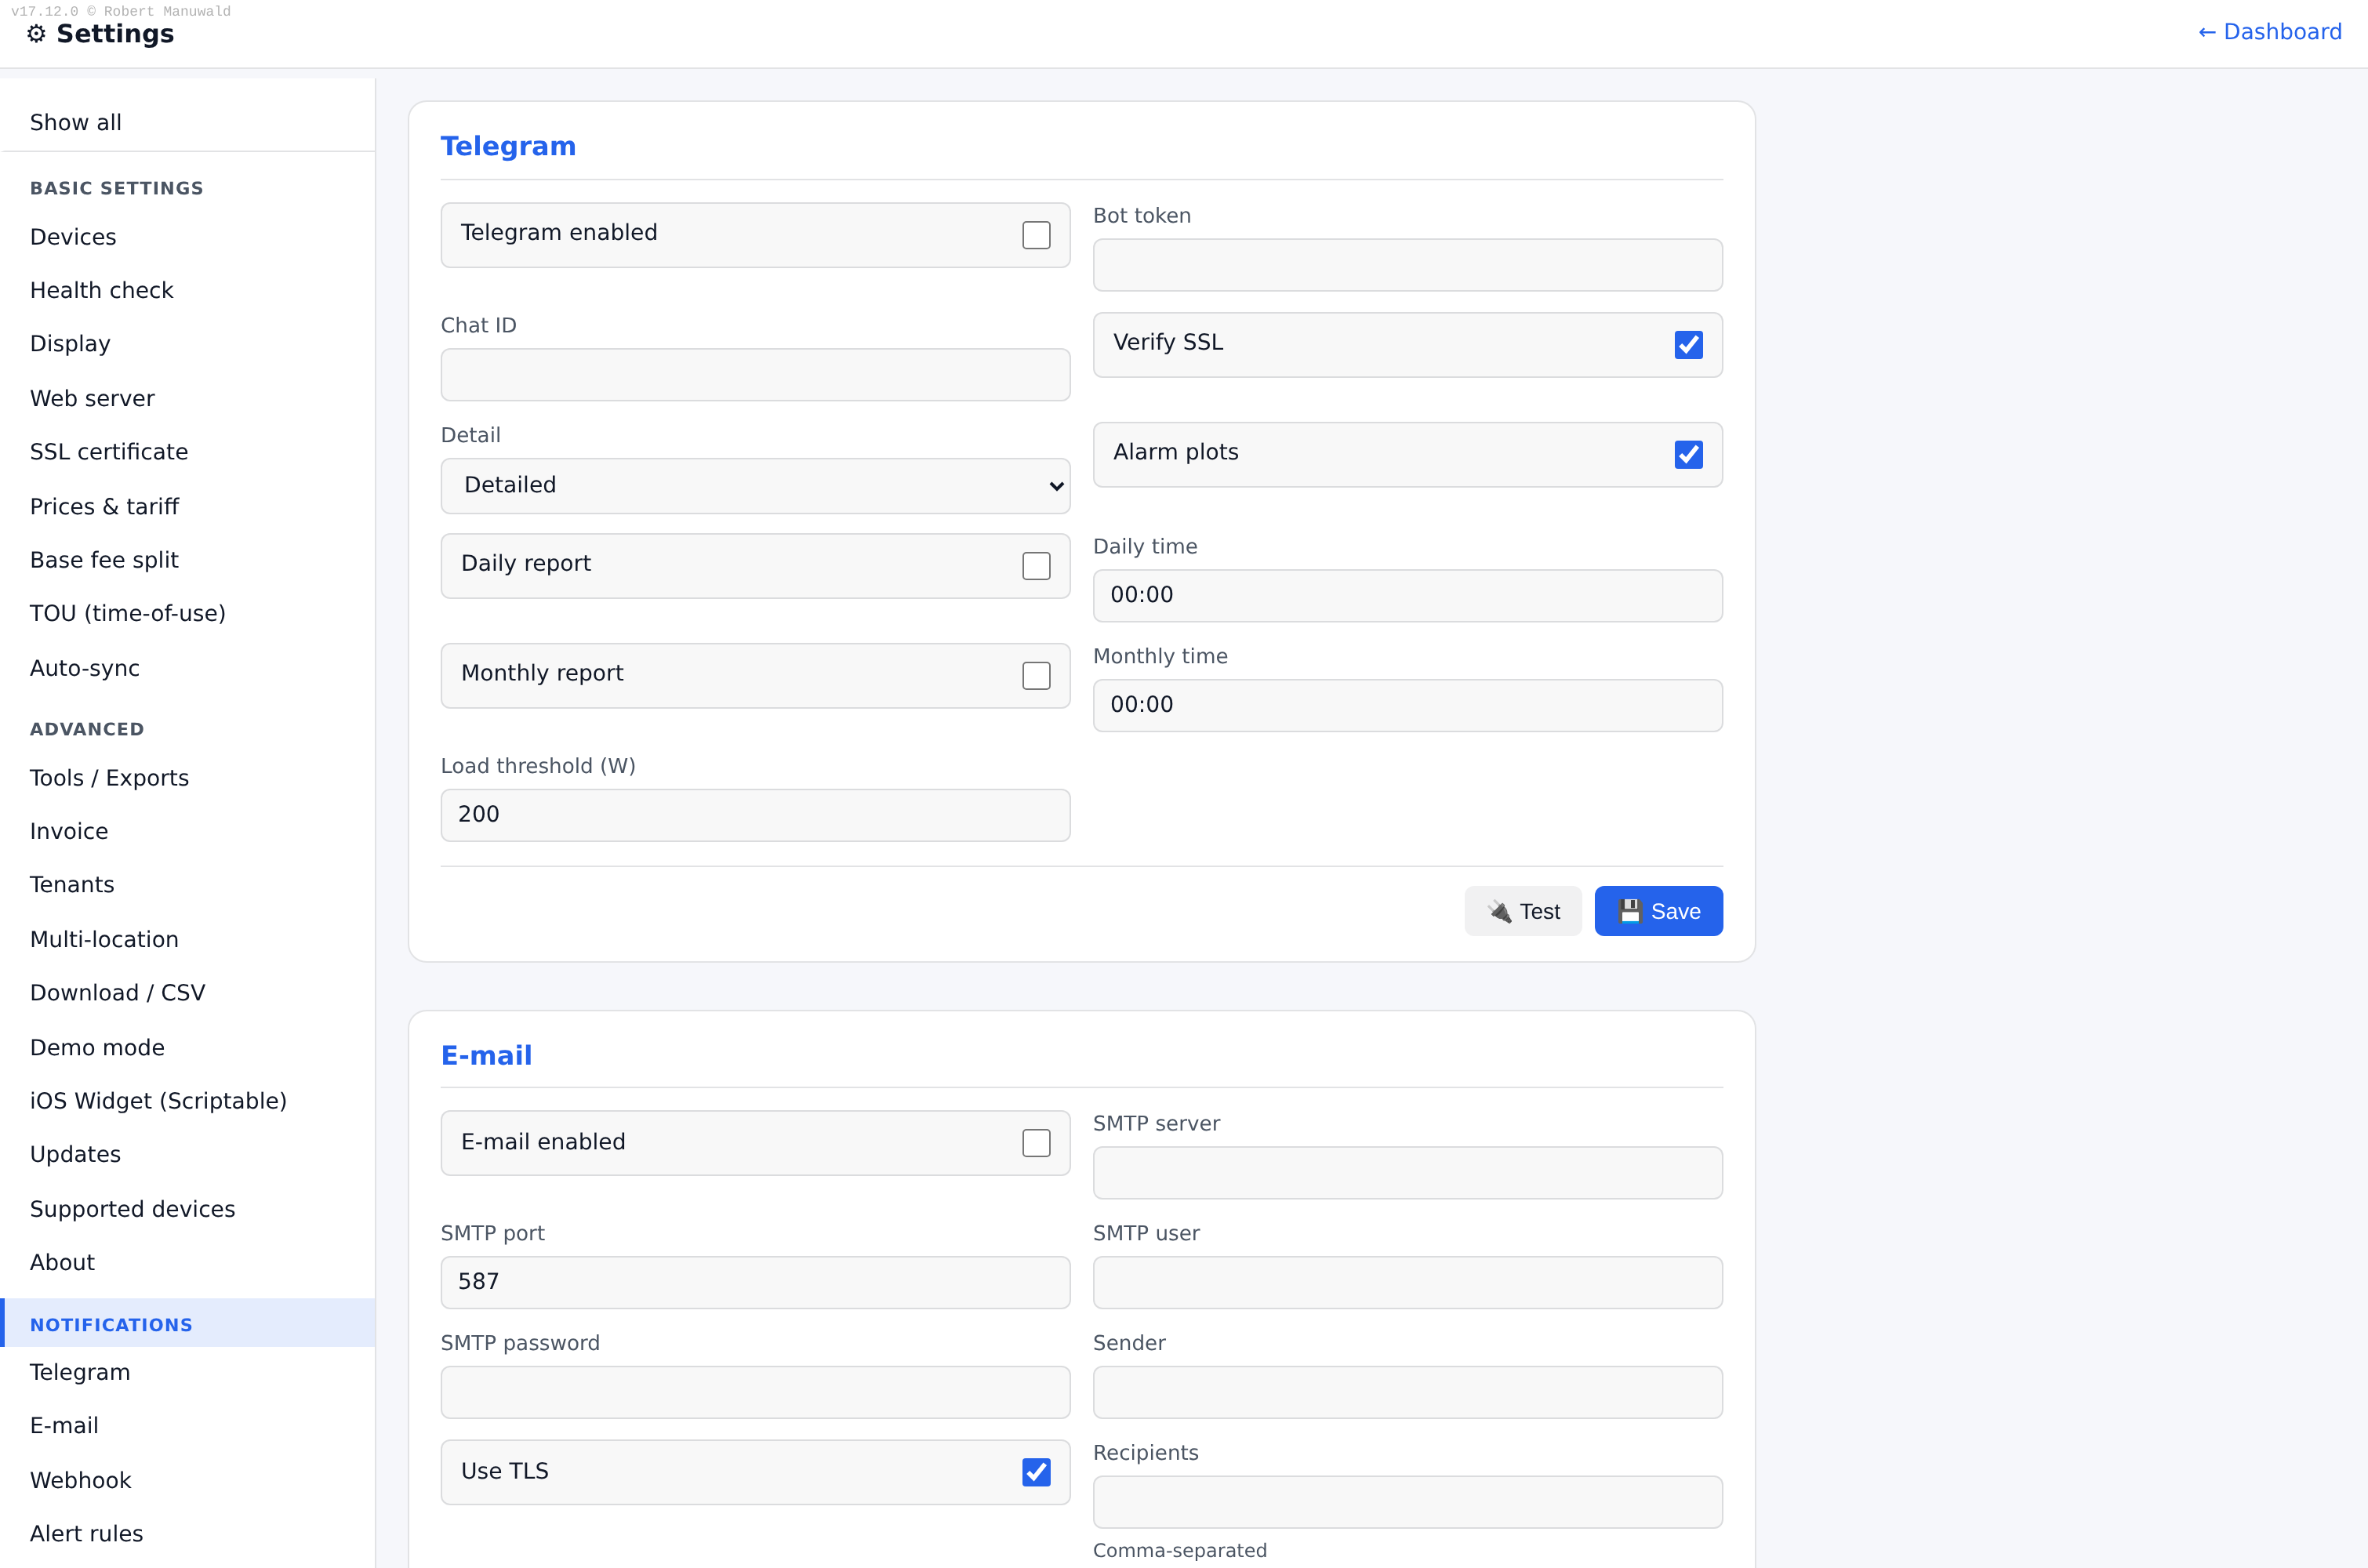 v17.12.0 © Robert Manuwald
⚙ Settings
← Dashboard
Show all
BASIC SETTINGS
Devices
Health check
Display
Web server
SSL certificate
Prices & tariff
Base fee split
TOU (time-of-use)
Auto-sync
ADVANCED
Tools / Exports
Invoice
Tenants
Multi-location
Download / CSV
Demo mode
iOS Widget (Scriptable)
Updates
Supported devices
About
NOTIFICATIONS
Telegram
E-mail
Webhook
Alert rules
Telegram
Telegram enabled
Bot token
Chat ID
Verify SSL
Detail
Detailed
Alarm plots
Daily report
Daily time
00:00
Monthly report
Monthly time
00:00
Load threshold (W)
200
🔌 Test
💾 Save
E-mail
E-mail enabled
SMTP server
SMTP port
587
SMTP user
SMTP password
Sender
Use TLS
Recipients
Comma-separated